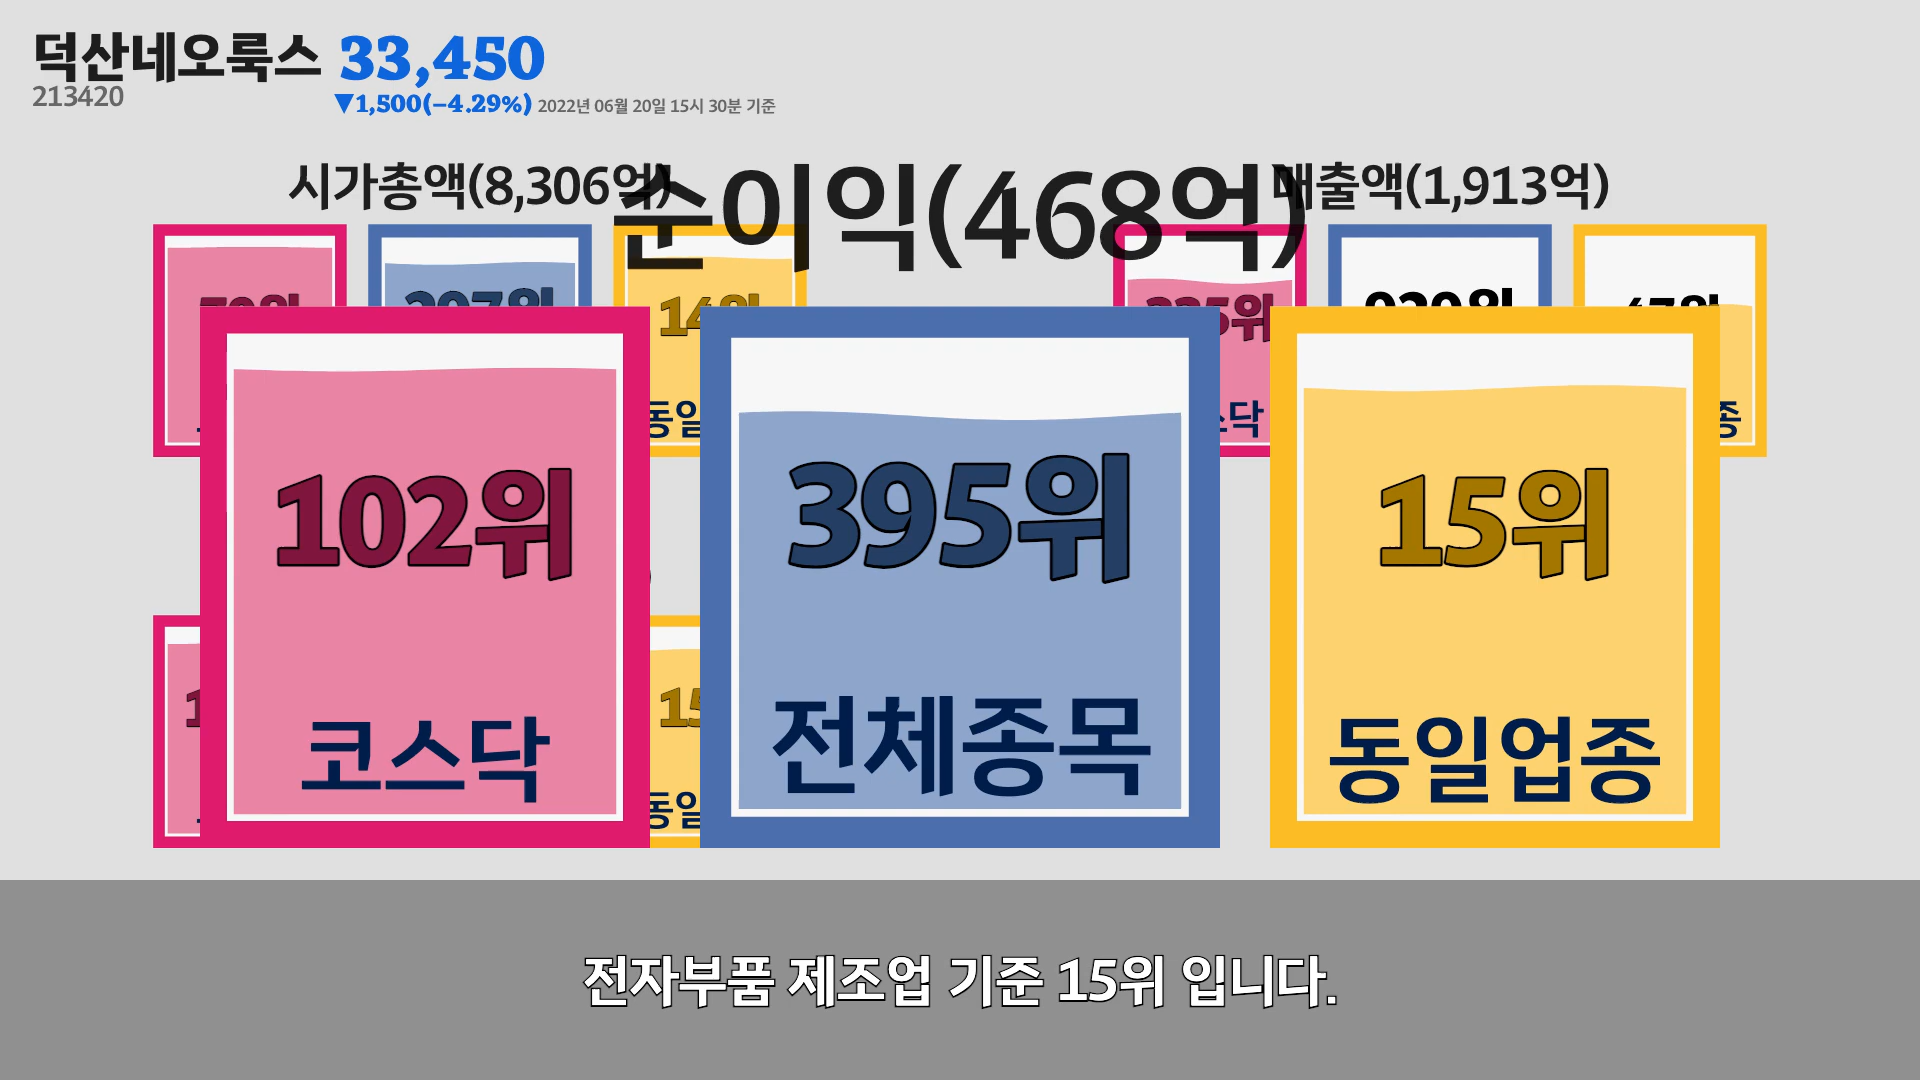 덕산네오룩스 33,450
213420
▼1,500(−4.29%) 2022년 06월 20일 15시 30분 기준
시가총액(8,306억)
순이익(468억)
매출액(1,913억)
102위
395위
15위
코스닥
전체종목
동일업종
전자부품 제조업 기준 15위 입니다.